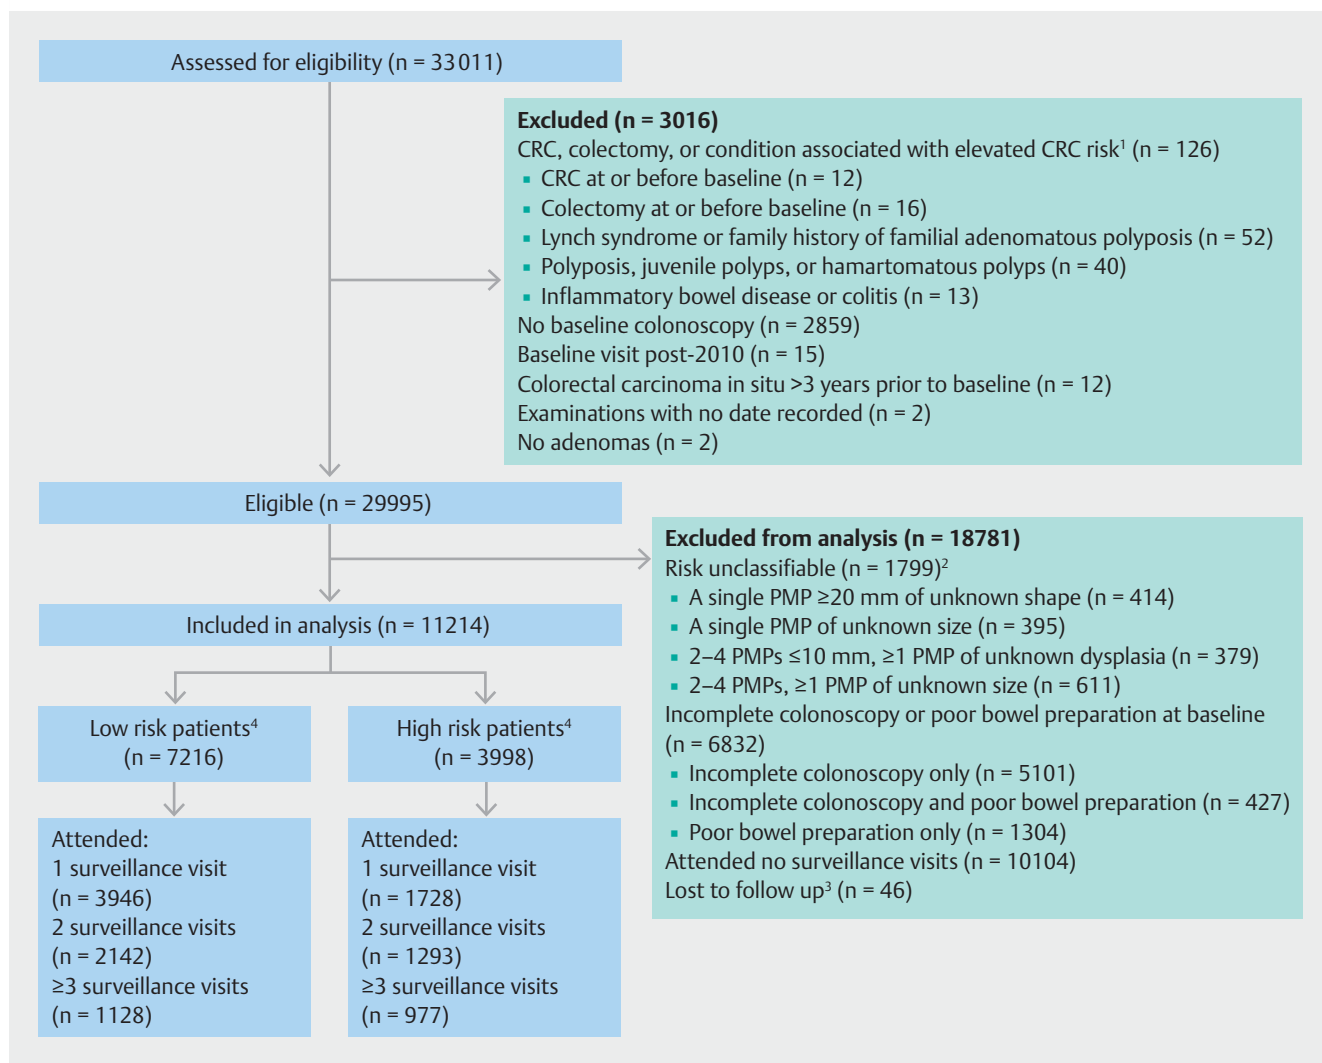 Assessed for eligibility (n = 33011)
Excluded (n = 3016)
CRC, colectomy, or condition associated with elevated CRC risk¹ (n = 126)
▪ CRC at or before baseline (n = 12)
▪ Colectomy at or before baseline (n = 16)
▪ Lynch syndrome or family history of familial adenomatous polyposis (n = 52)
▪ Polyposis, juvenile polyps, or hamartomatous polyps (n = 40)
▪ Inflammatory bowel disease or colitis (n = 13)
No baseline colonoscopy (n = 2859)
Baseline visit post-2010 (n = 15)
Colorectal carcinoma in situ >3 years prior to baseline (n = 12)
Examinations with no date recorded (n = 2)
No adenomas (n = 2)
Eligible (n = 29995)
Excluded from analysis (n = 18781)
Risk unclassifiable (n = 1799)²
▪ A single PMP ≥20 mm of unknown shape (n = 414)
▪ A single PMP of unknown size (n = 395)
▪ 2–4 PMPs ≤10 mm, ≥1 PMP of unknown dysplasia (n = 379)
▪ 2–4 PMPs, ≥1 PMP of unknown size (n = 611)
Incomplete colonoscopy or poor bowel preparation at baseline
(n = 6832)
▪ Incomplete colonoscopy only (n = 5101)
▪ Incomplete colonoscopy and poor bowel preparation (n = 427)
▪ Poor bowel preparation only (n = 1304)
Attended no surveillance visits (n = 10104)
Lost to follow up³ (n = 46)
Included in analysis (n = 11214)
Low risk patients⁴
(n = 7216)
High risk patients⁴
(n = 3998)
Attended:
1 surveillance visit
(n = 3946)
2 surveillance visits
(n = 2142)
≥3 surveillance visits
(n = 1128)
Attended:
1 surveillance visit
(n = 1728)
2 surveillance visits
(n = 1293)
≥3 surveillance visits
(n = 977)